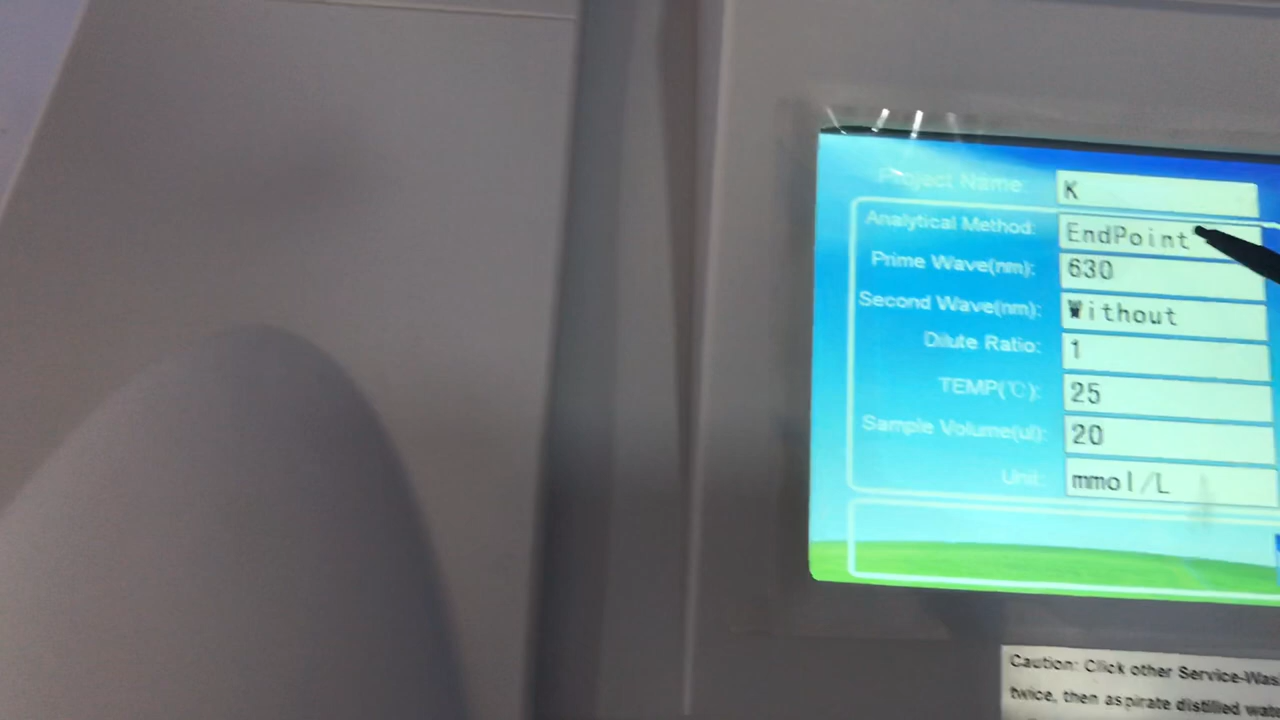 Project Name: K
Analytical Method: EndPoint
Prime Wave(nm): 630
Second Wave(nm): Without
Dilute Ratio: 1
TEMP(℃): 25
Sample Volume(ul): 20
Unit: mmol/L
Caution: Click other Service-Was
twice, then aspirate distilled wate